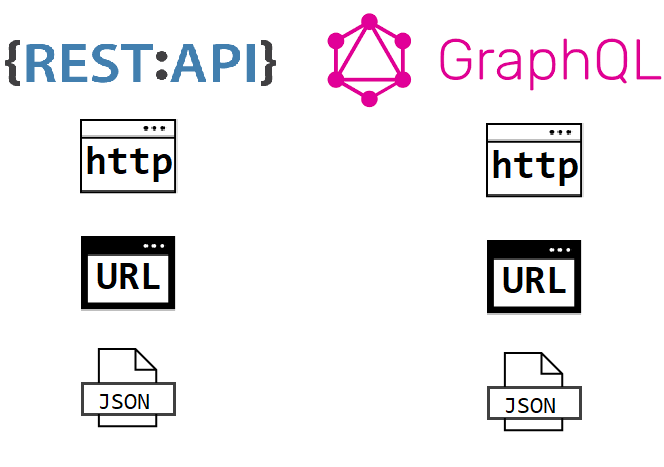 {REST:API}
GraphQL
http
http
URL
URL
JSON
JSON